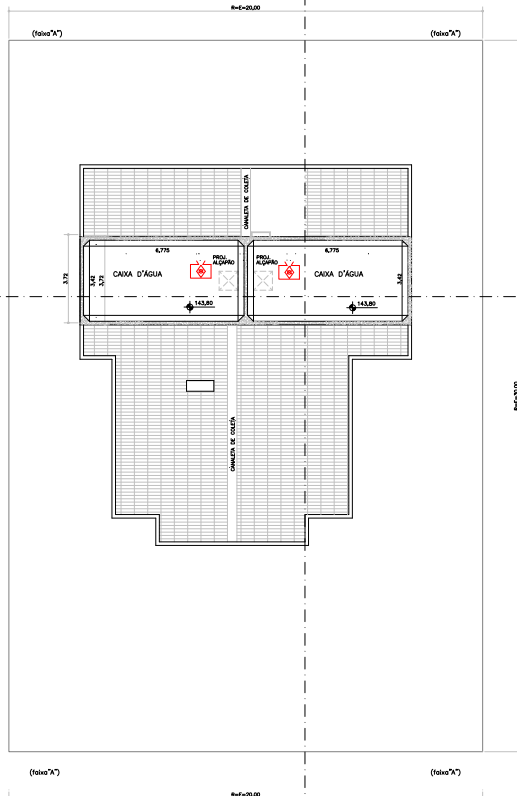 R=E=20,00
(faixa"A")
(faixa"A")
CANALETA DE COLETA
6,775
6,775
PROJ.
ALÇAPÃO
PROJ.
ALÇAPÃO
3,72
3,42
3,72
CAIXA D'ÁGUA
CAIXA D'ÁGUA
3,42
143,80
143,80
R=E=30,00
CANALETA DE COLETA
(faixa"A")
(faixa"A")
R=E=20,00